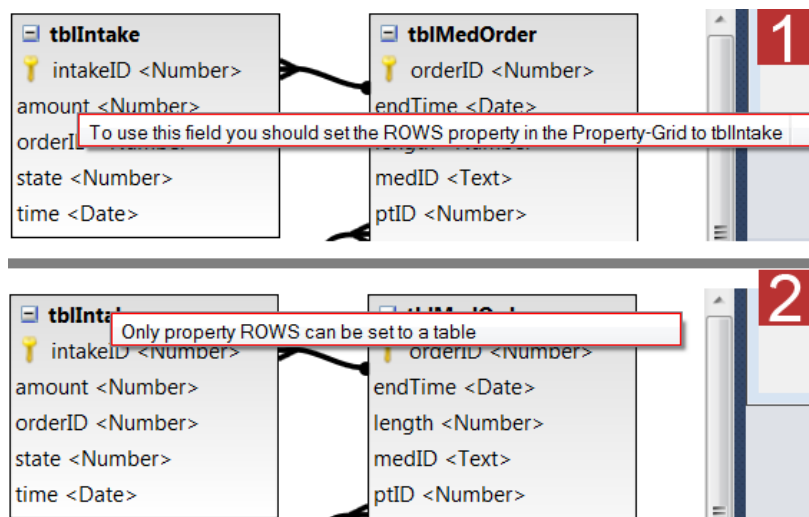 tblIntake
tblMedOrder
1
intakeID <Number>
orderID <Number>
amount <Number>
endTime <Date>
To use this field you should set the ROWS property in the Property-Grid to tblIntake
state <Number>
medID <Text>
time <Date>
ptID <Number>
2
Only property ROWS can be set to a table
intakeID <Number>
orderID <Number>
amount <Number>
endTime <Date>
orderID <Number>
length <Number>
state <Number>
medID <Text>
time <Date>
ptID <Number>